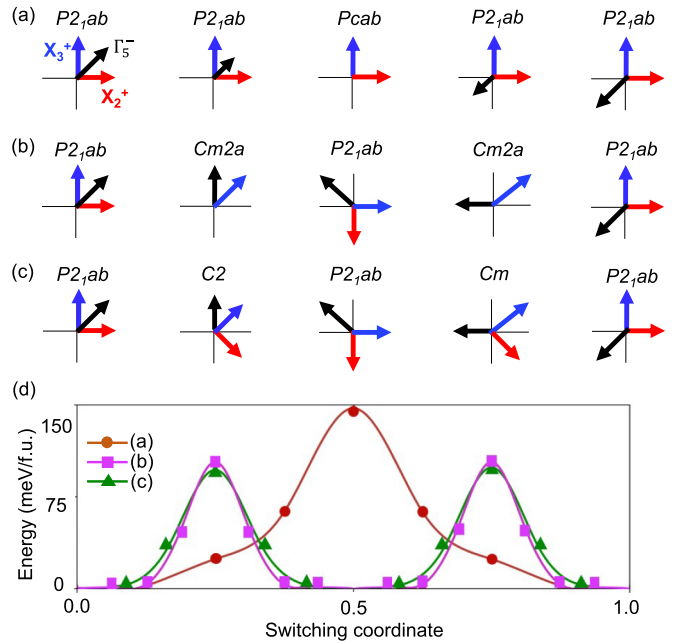 (a) P2₁ab P2₁ab Pcab P2₁ab P2₁ab
X₃⁺ Γ₅⁻
X₂⁺
(b) P2₁ab Cm2a P2₁ab Cm2a P2₁ab
(c) P2₁ab C2 P2₁ab Cm P2₁ab
(d)
150
(a)
(b)
(c)
75
0
Energy (meV/f.u.)
0.0 0.5 1.0
Switching coordinate